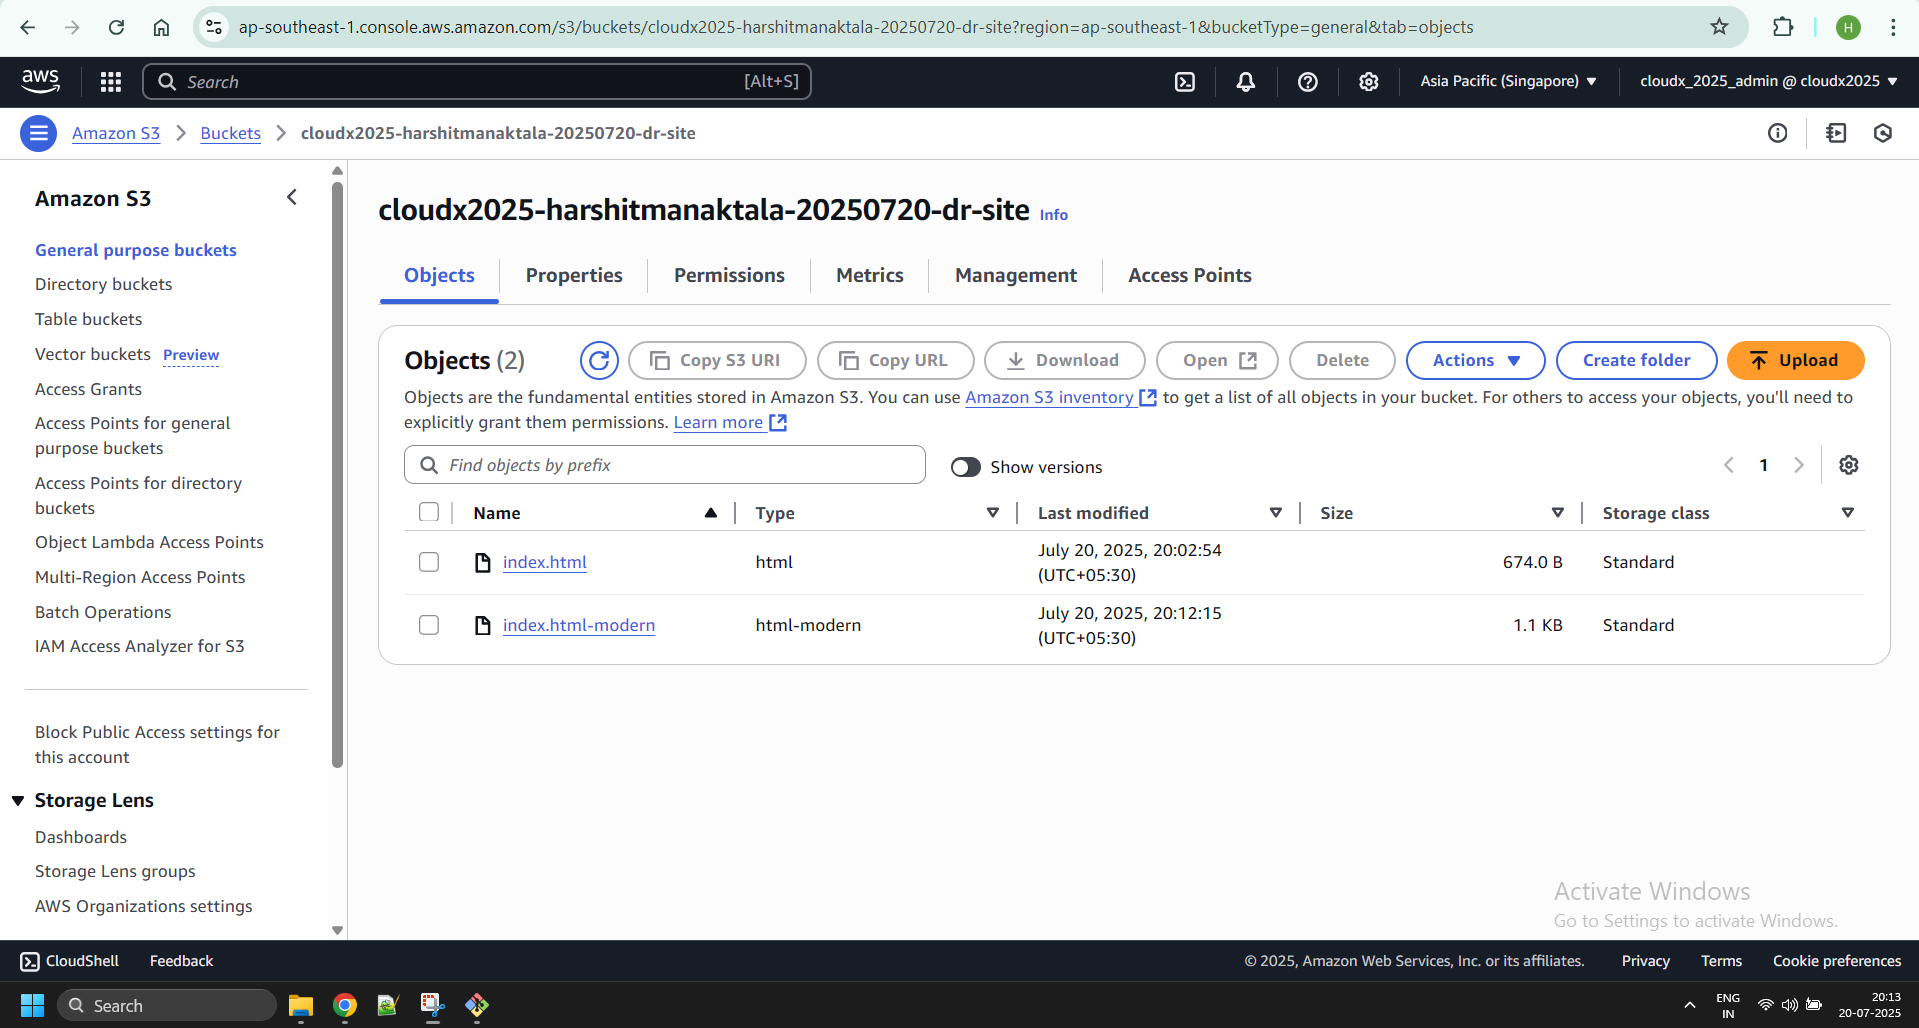 ap-southeast-1.console.aws.amazon.com/s3/buckets/cloudx2025-harshitmanaktala-20250720-dr-site?region=ap-southeast-1&bucketType=general&tab=objects
H
aws
Search
[Alt+S]
Asia Pacific (Singapore)
cloudx_2025_admin @ cloudx2025
Amazon S3
Buckets
cloudx2025-harshitmanaktala-20250720-dr-site
Amazon S3
General purpose buckets
Directory buckets
Table buckets
Vector buckets Preview
Access Grants
Access Points for general
purpose buckets
Access Points for directory
buckets
Object Lambda Access Points
Multi-Region Access Points
Batch Operations
IAM Access Analyzer for S3
Block Public Access settings for
this account
Storage Lens
Dashboards
Storage Lens groups
AWS Organizations settings
cloudx2025-harshitmanaktala-20250720-dr-site Info
Objects
Properties
Permissions
Metrics
Management
Access Points
Objects (2)
Copy S3 URI
Copy URL
Download
Open
Delete
Actions
Create folder
Upload
Objects are the fundamental entities stored in Amazon S3. You can use Amazon S3 inventory to get a list of all objects in your bucket. For others to access your objects, you'll need to
explicitly grant them permissions. Learn more
Find objects by prefix
Show versions
1
Name
Type
Last modified
Size
Storage class
index.html
html
July 20, 2025, 20:02:54
(UTC+05:30)
674.0 B
Standard
index.html-modern
html-modern
July 20, 2025, 20:12:15
(UTC+05:30)
1.1 KB
Standard
Activate Windows
Go to Settings to activate Windows.
CloudShell
Feedback
© 2025, Amazon Web Services, Inc. or its affiliates.
Privacy
Terms
Cookie preferences
Search
ENG
IN
20:13
20-07-2025